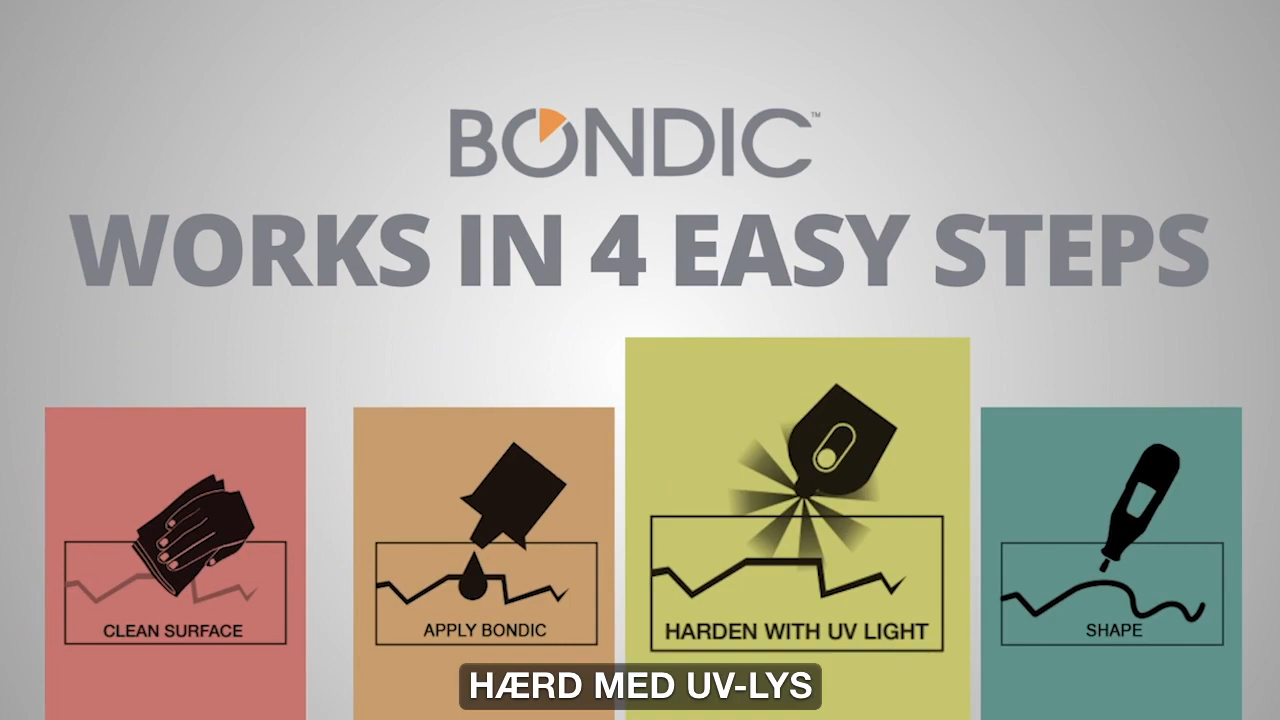 BONDIC™
WORKS IN 4 EASY STEPS
CLEAN SURFACE
APPLY BONDIC
HARDEN WITH UV LIGHT
SHAPE
HÆRD MED UV-LYS